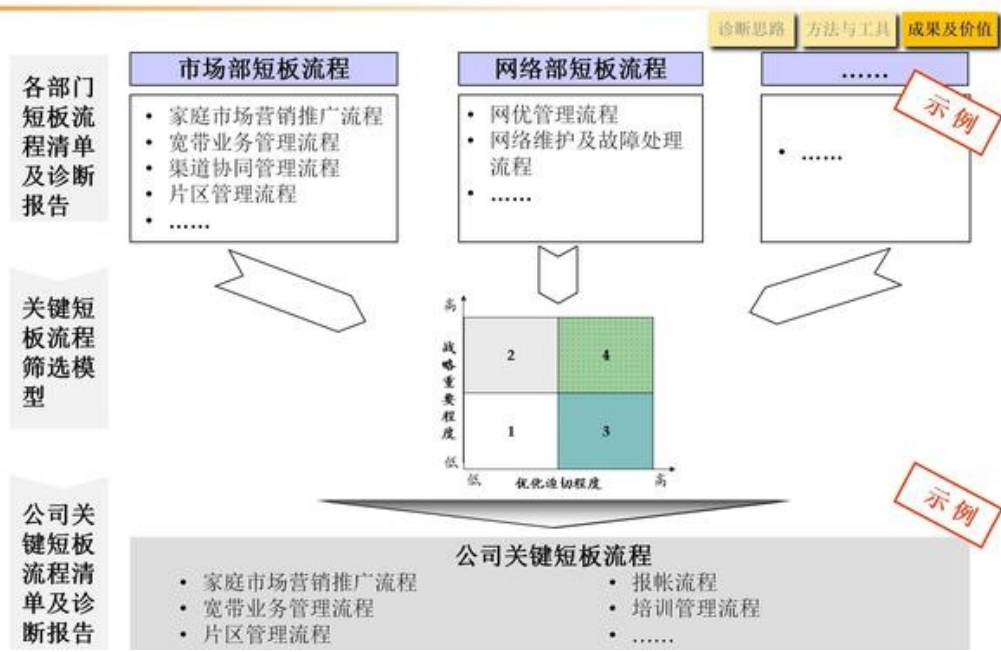 诊断思路
方法与工具
成果及价值
各部门
短板流
程清单
及诊断
报告
市场部短板流程
• 家庭市场营销推广流程
• 宽带业务管理流程
• 渠道协同管理流程
• 片区管理流程
• ……
网络部短板流程
• 网优管理流程
• 网络维护及故障处理
流程
• ……
……
• ……
示例
关键短
板流程
筛选模
型
高
战略重要程度
低
2
4
1
3
低
优化迫切程度
高
示例
公司关
键短板
流程清
单及诊
断报告
公司关键短板流程
• 家庭市场营销推广流程
• 宽带业务管理流程
• 片区管理流程
• 报帐流程
• 培训管理流程
• ……